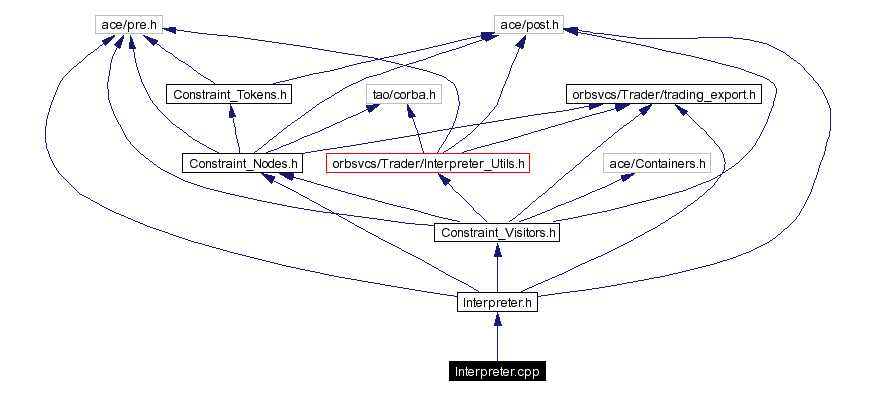 ace/pre.h
ace/post.h
Constraint_Tokens.h
tao/corba.h
orbsvcs/Trader/trading_export.h
Constraint_Nodes.h
orbsvcs/Trader/Interpreter_Utils.h
ace/Containers.h
Constraint_Visitors.h
Interpreter.h
Interpreter.cpp